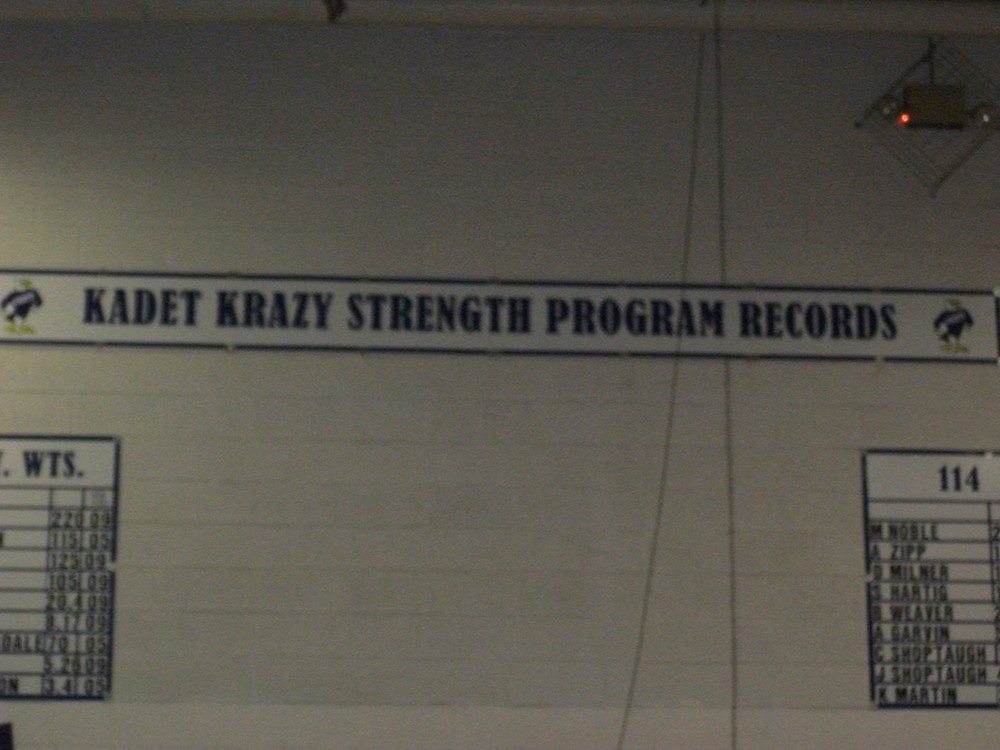 KADET KRAZY STRENGTH PROGRAM RECORDS
. WTS.
220 09
115 05
125 09
105 09
20.4 09
8.17 09
DALE 70 05
5.26 09
ON 3.41 05
114
M NOBLE
A ZIPP
D MILNER
S HARTIG
B WEAVER
A GARVIN
C SHOPTAUGH
J SHOPTAUGH
K MARTIN